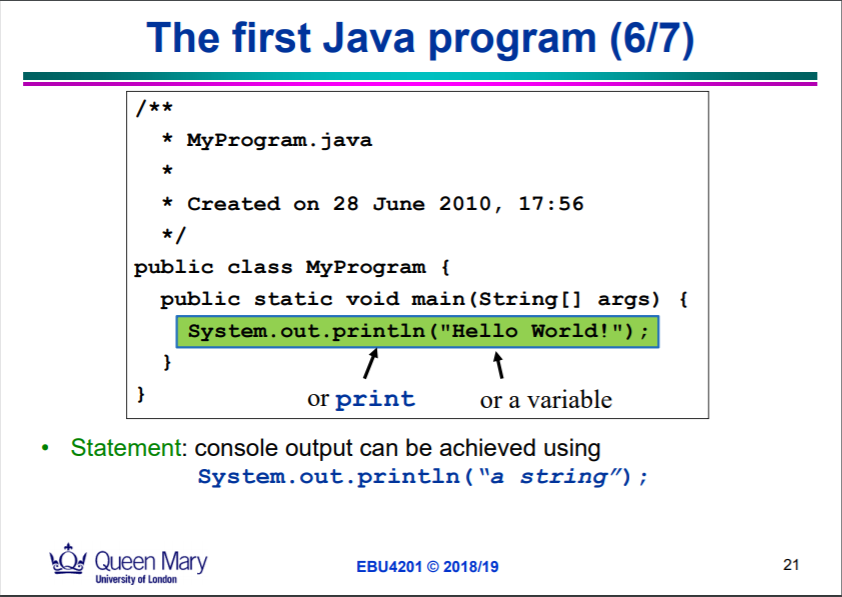 The first Java program (6/7)
/**
* MyProgram.java
*
* Created on 28 June 2010, 17:56
*/
public class MyProgram {
public static void main(String[] args) {
System.out.println("Hello World!");
}
}
or print
or a variable
• Statement: console output can be achieved using
System.out.println(“a string”);
Queen Mary
University of London
EBU4201 © 2018/19
21